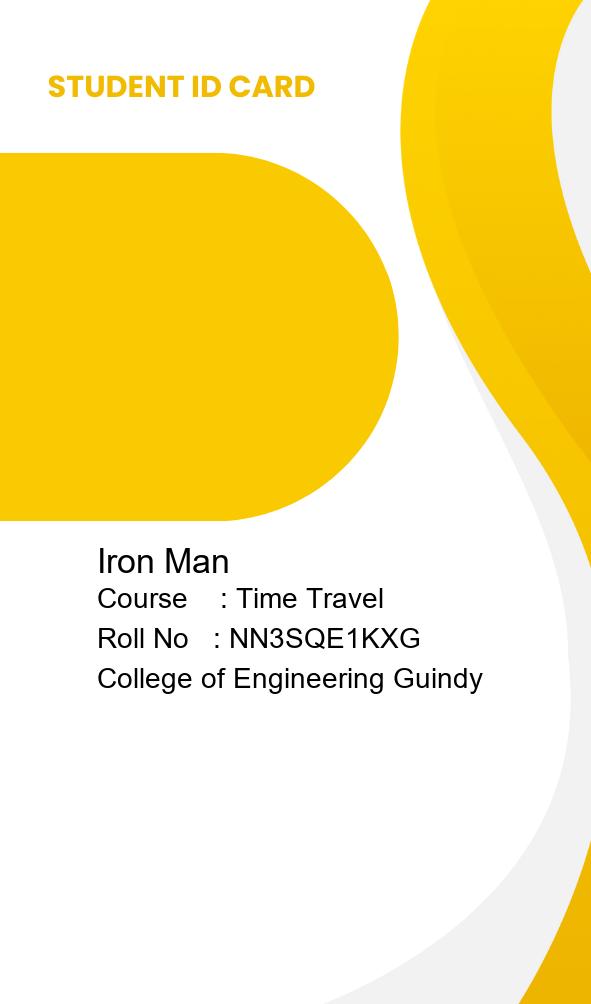 STUDENT ID CARD
Iron Man
Course : Time Travel
Roll No : NN3SQE1KXG
College of Engineering Guindy